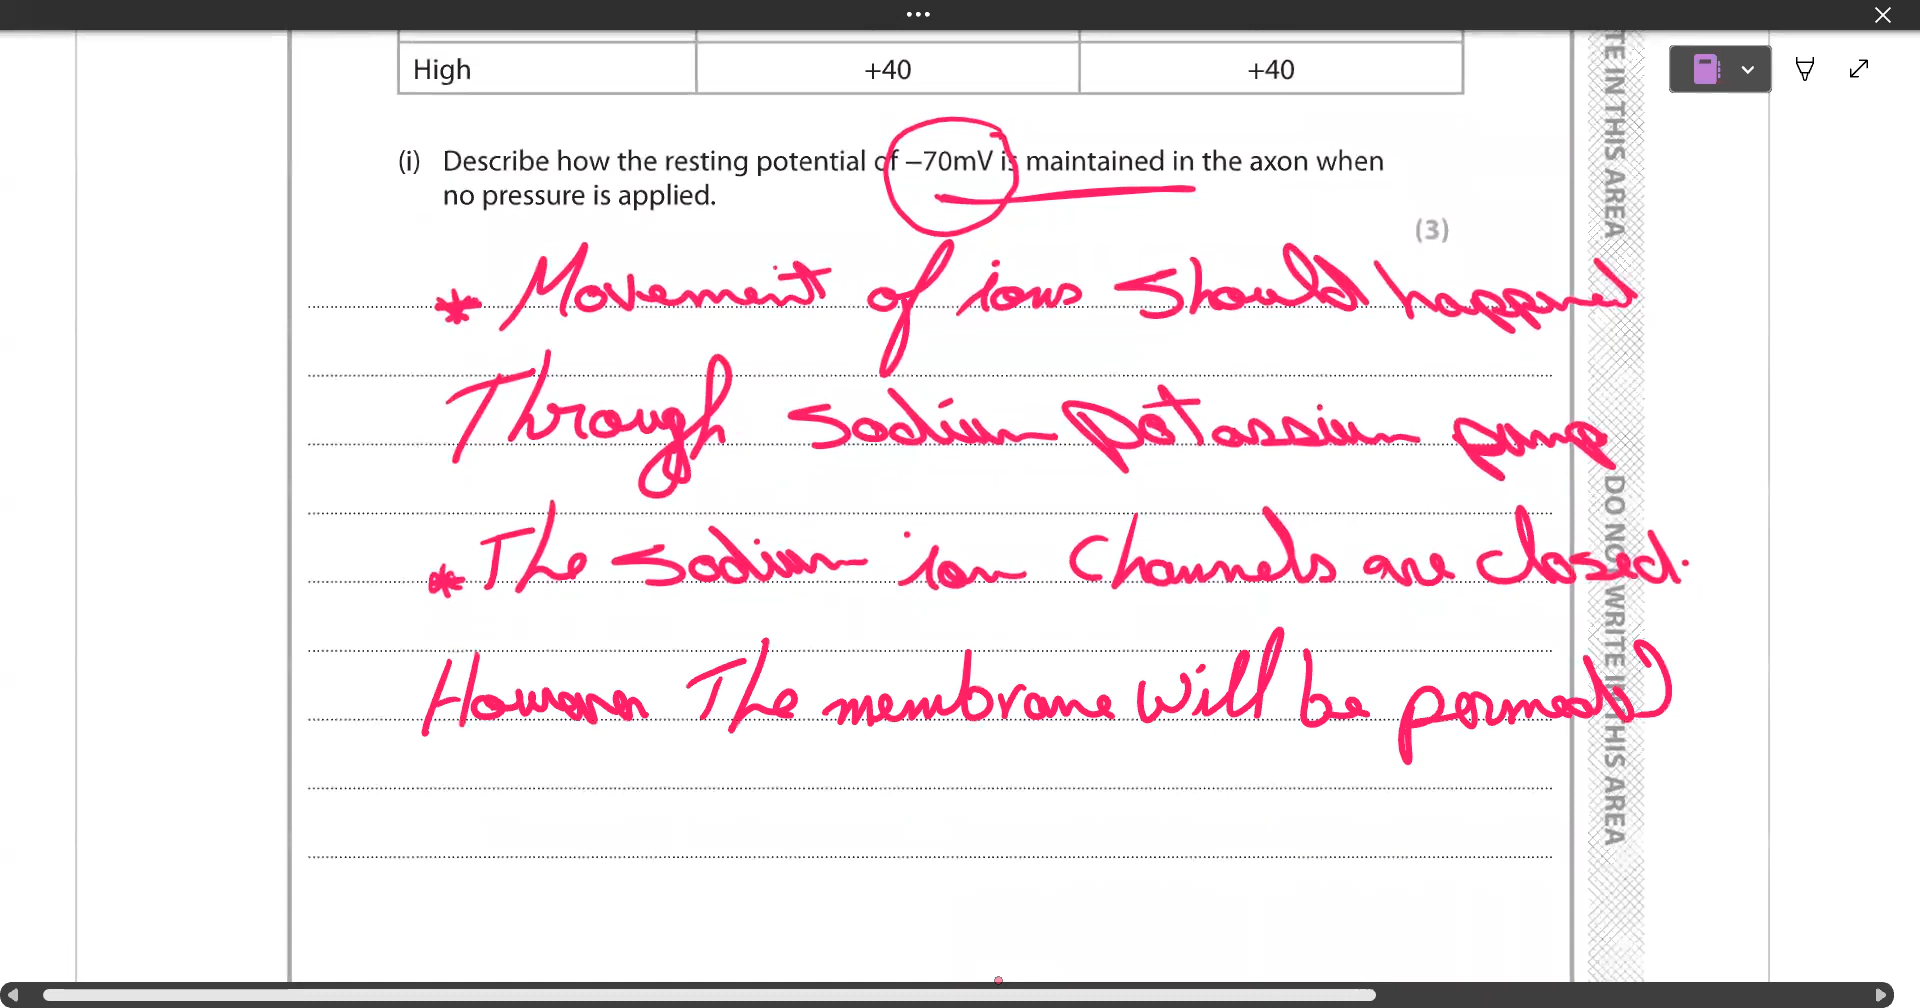 ...
High +40 +40
(i) Describe how the resting potential of −70mV is maintained in the axon when
no pressure is applied.
(3)
* Movement of ions should happened
Through sodium potassium pump
* The sodium ion channels are closed.
However The membrane will be permeable
TE IN THIS AREA
DO NOT WRITE IN THIS AREA